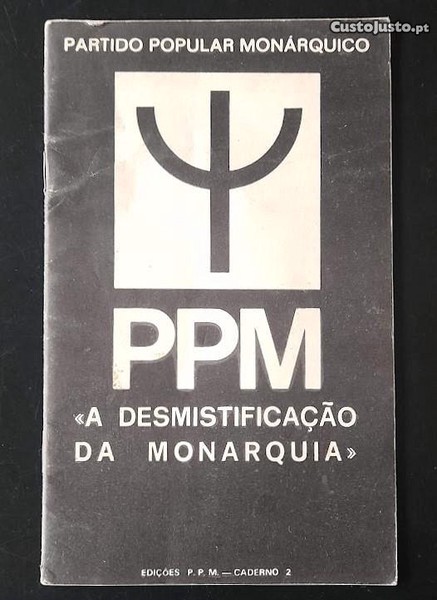 CustoJusto.pt
PARTIDO POPULAR MONÁRQUICO
PPM
«A DESMISTIFICAÇÃO
DA MONARQUIA»
EDIÇÕES P. P. M. — CADERNO 2